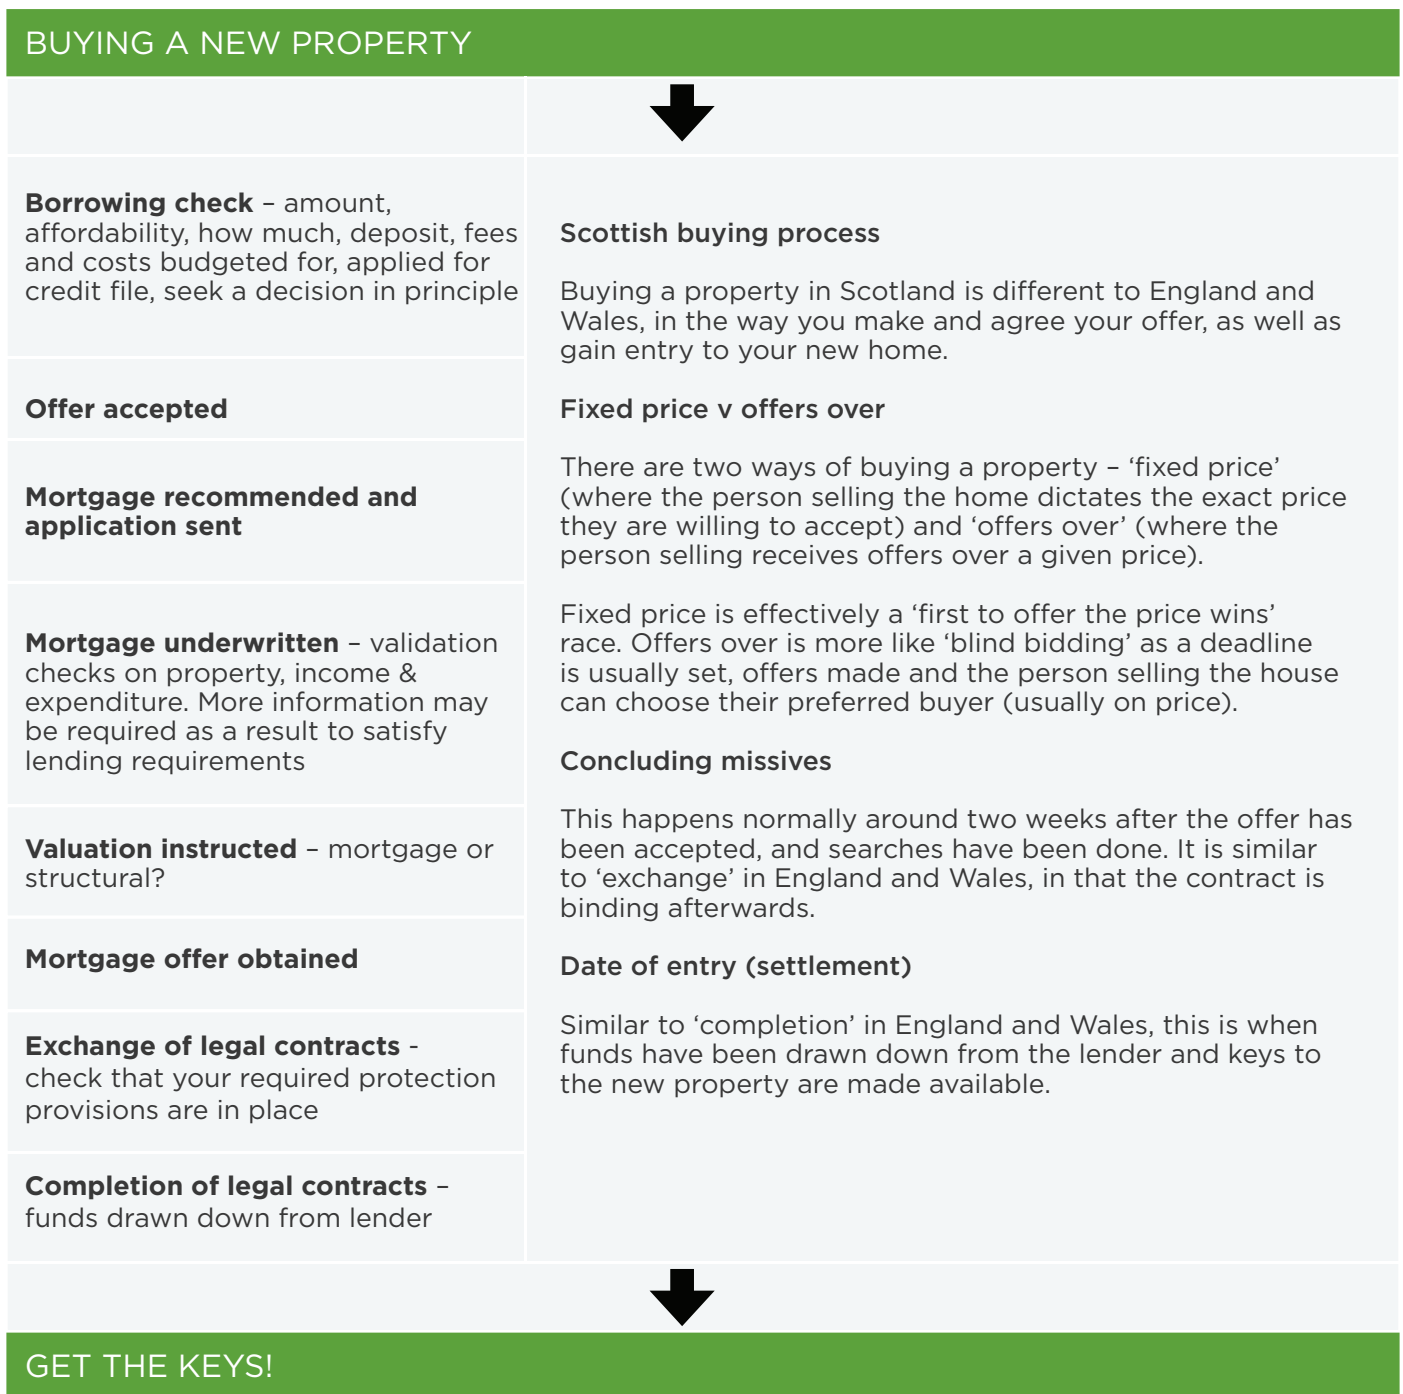 BUYING A NEW PROPERTY
Borrowing check – amount,
affordability, how much, deposit, fees
and costs budgeted for, applied for
credit file, seek a decision in principle
Offer accepted
Mortgage recommended and
application sent
Mortgage underwritten – validation
checks on property, income &
expenditure. More information may
be required as a result to satisfy
lending requirements
Valuation instructed – mortgage or
structural?
Mortgage offer obtained
Exchange of legal contracts -
check that your required protection
provisions are in place
Completion of legal contracts –
funds drawn down from lender
Scottish buying process
Buying a property in Scotland is different to England and
Wales, in the way you make and agree your offer, as well as
gain entry to your new home.
Fixed price v offers over
There are two ways of buying a property – ‘fixed price’
(where the person selling the home dictates the exact price
they are willing to accept) and ‘offers over’ (where the
person selling receives offers over a given price).
Fixed price is effectively a ‘first to offer the price wins’
race. Offers over is more like ‘blind bidding’ as a deadline
is usually set, offers made and the person selling the house
can choose their preferred buyer (usually on price).
Concluding missives
This happens normally around two weeks after the offer has
been accepted, and searches have been done. It is similar
to ‘exchange’ in England and Wales, in that the contract is
binding afterwards.
Date of entry (settlement)
Similar to ‘completion’ in England and Wales, this is when
funds have been drawn down from the lender and keys to
the new property are made available.
GET THE KEYS!